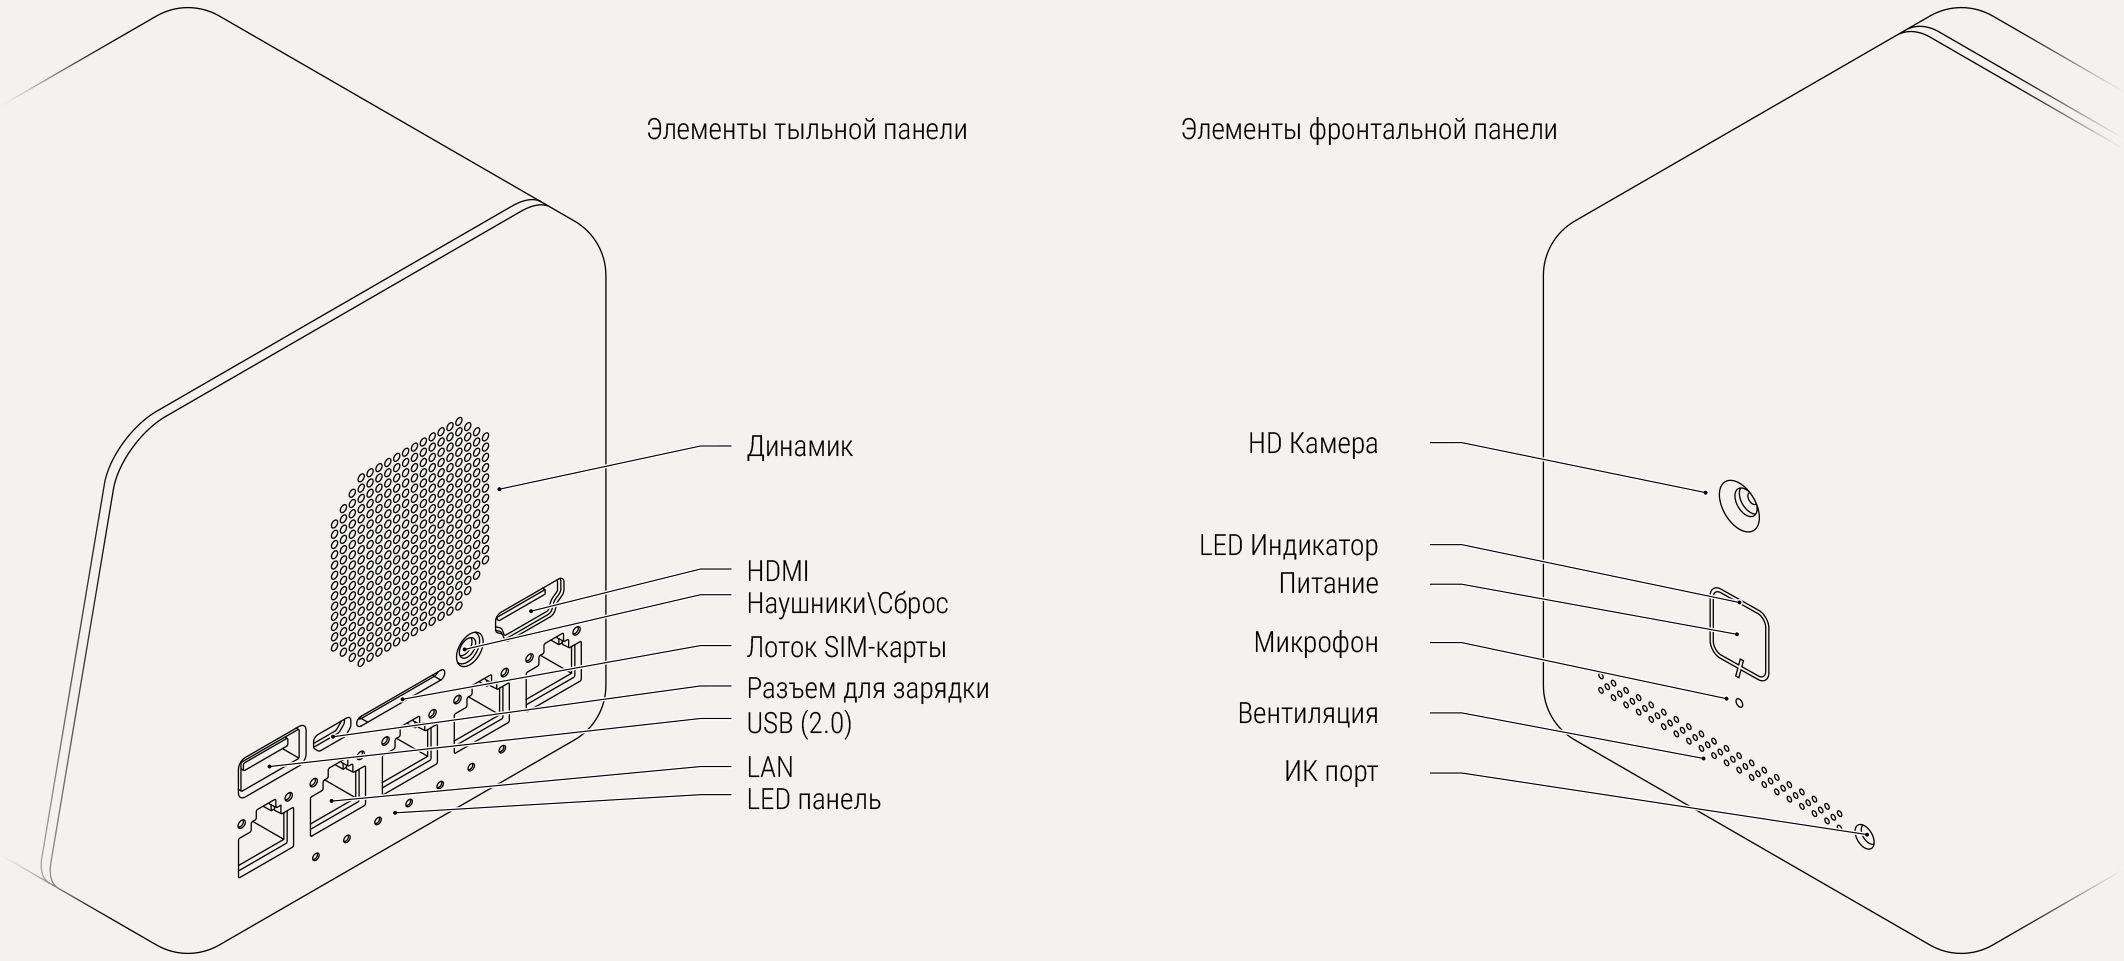 Элементы тыльной панели
Динамик
HDMI
Наушники\Сброс
Лоток SIM-карты
Разъем для зарядки
USB (2.0)
LAN
LED панель
Элементы фронтальной панели
HD Камера
LED Индикатор
Питание
Микрофон
Вентиляция
ИК порт